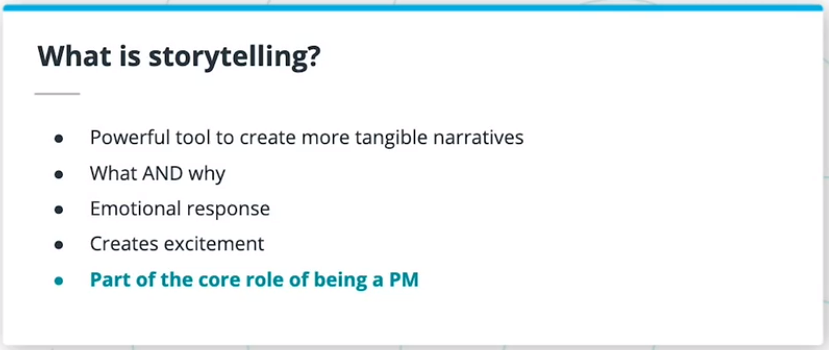 What is storytelling?
● Powerful tool to create more tangible narratives
● What AND why
● Emotional response
● Creates excitement
● Part of the core role of being a PM